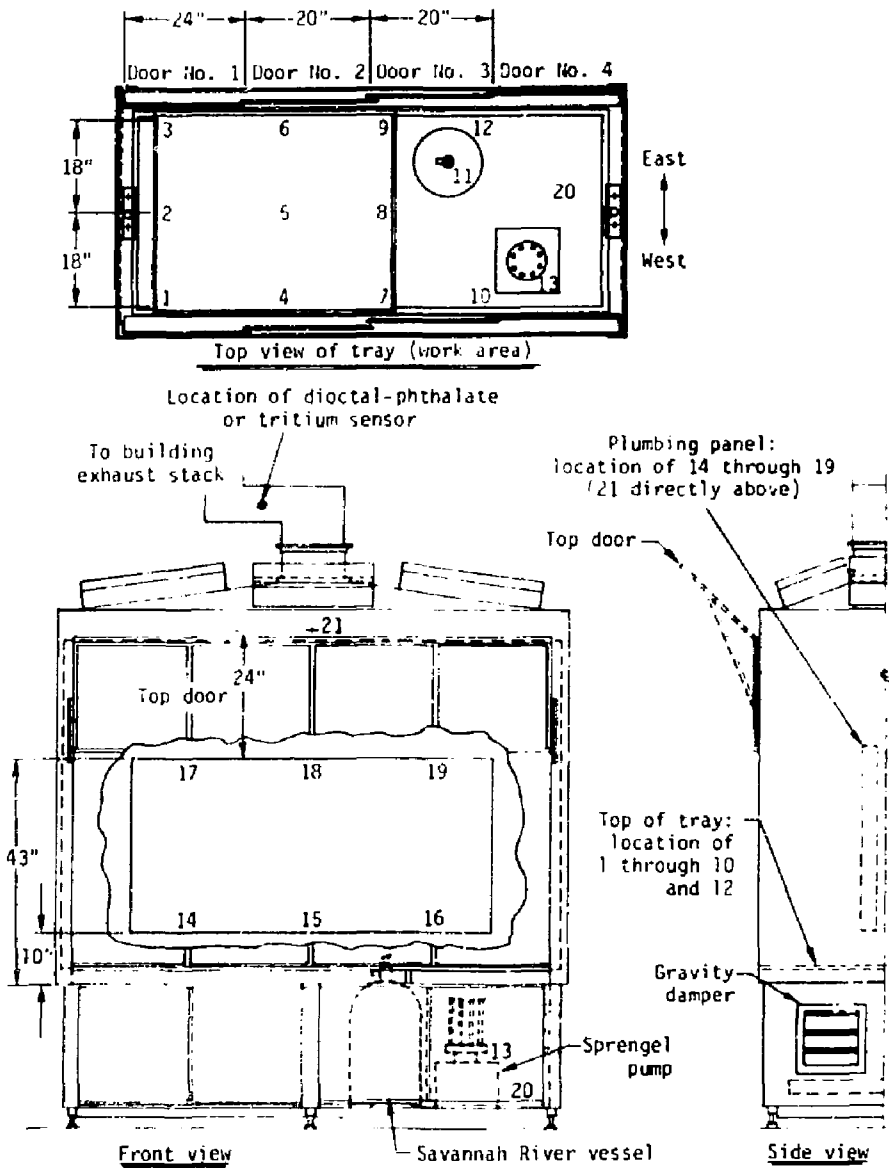 24" 20" 20"
Door No. 1 Door No. 2 Door No. 3 Door No. 4
3 6 9 12
18"
11
East
2 5 8 20
West
18"
13
1 4 7 10
Top view of tray (work area)
Location of dioctal-phthalate
or tritium sensor
To building
exhaust stack
Plumbing panel:
location of 14 through 19
(21 directly above)
Top door
21
24"
Top door
17 18 19
43"
Top of tray:
location of
1 through 10
and 12
14 15 16
10"
Gravity
damper
13
Sprengel
pump
20
Front view
Savannah River vessel
Side view